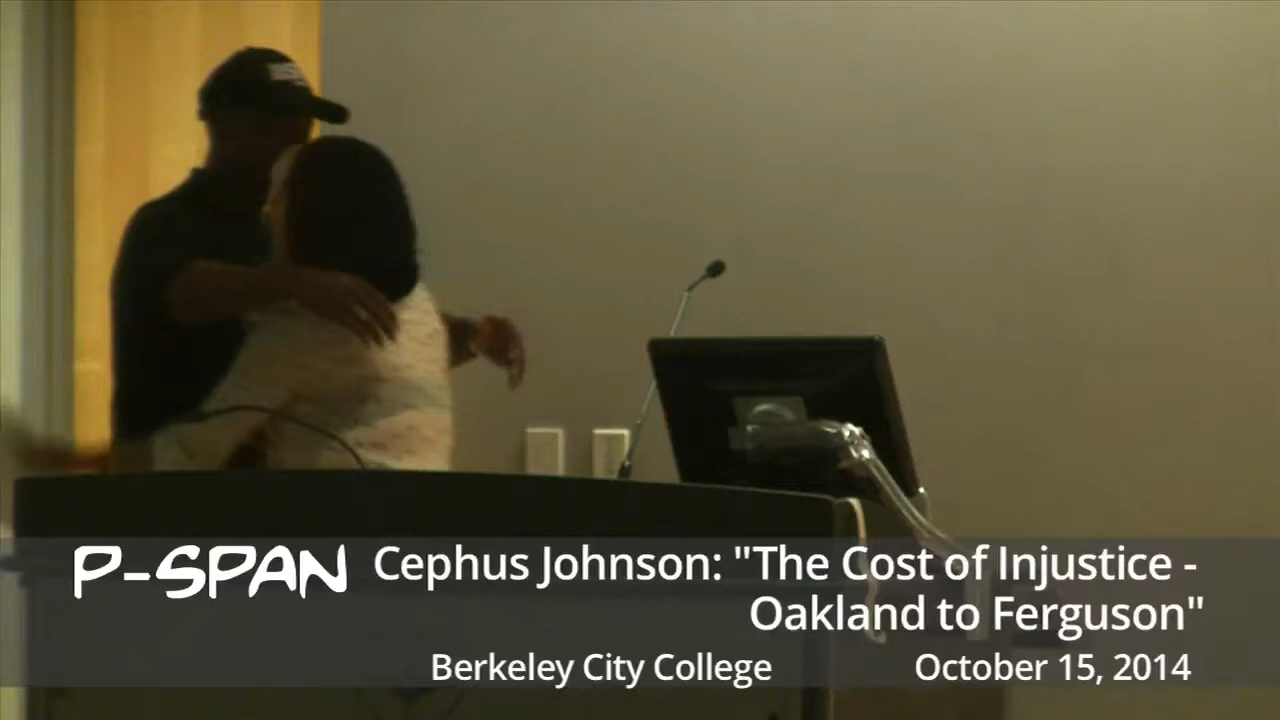 P-SPAN Cephus Johnson: "The Cost of Injustice -
Oakland to Ferguson"
Berkeley City College October 15, 2014